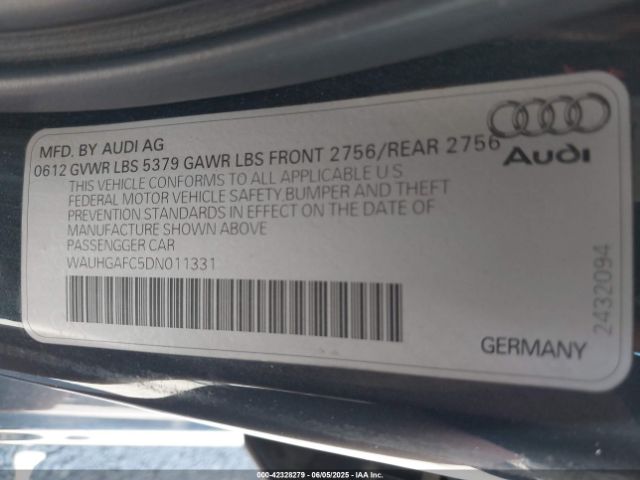 MFD. BY AUDI AG
0612 GVWR LBS 5379 GAWR LBS FRONT 2756/REAR 2756
THIS VEHICLE CONFORMS TO ALL APPLICABLE U.S.
FEDERAL MOTOR VEHICLE SAFETY,BUMPER AND THEFT
PREVENTION STANDARDS IN EFFECT ON THE DATE OF
MANUFACTURE SHOWN ABOVE
PASSENGGER CAR
WAUHGAFC5DN011331
Audi
2432094
GERMANY
000-42328279 - 06/05/2025 - IAAI.com